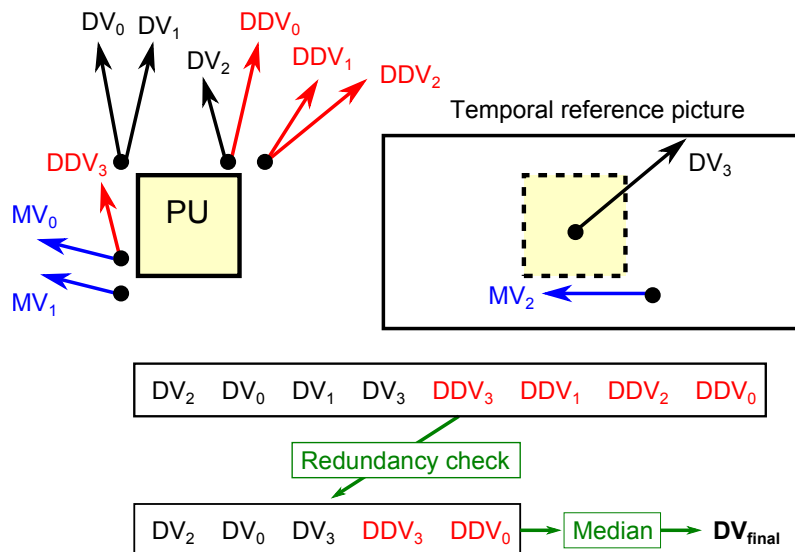 DV₀ DV₁ DDV₀
DV₂ DDV₁
DDV₂
Temporal reference picture
DDV₃
DV₃
PU
MV₀
MV₁
MV₂
DV₂ DV₀ DV₁ DV₃ DDV₃ DDV₁ DDV₂ DDV₀
Redundancy check
DV₂ DV₀ DV₃ DDV₃ DDV₀ Median DV_final